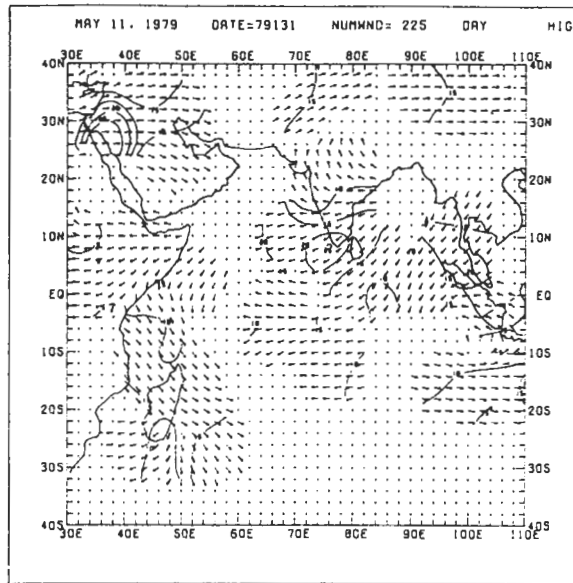 MAY 11, 1979 DATE=79131 NUMWND= 225 DAY HIG
30E 40E 50E 60E 70E 80E 90E 100E 110E
40N 40N
30N 30N
20N 20N
10N 10N
EQ EQ
10S 10S
20S 20S
30S 30S
40S 40S
30E 40E 50E 60E 70E 80E 90E 100E 110E